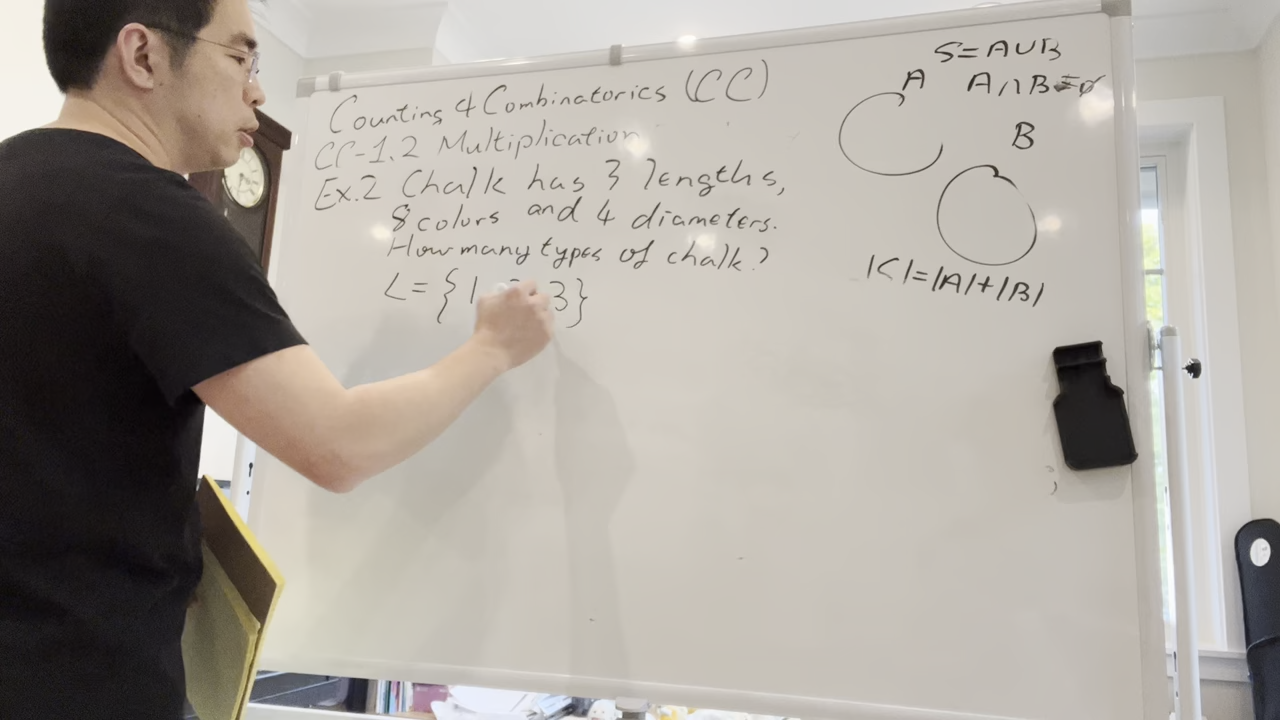 Counting & Combinatorics (CC)
CC-1.2 Multiplication
Ex.2 Chalk has 3 lengths,
8 colors and 4 diameters.
How many types of chalk?
L = { 1 3 }
S = A ∪ B
A A ∩ B = ∅
B
|S| = |A| + |B|